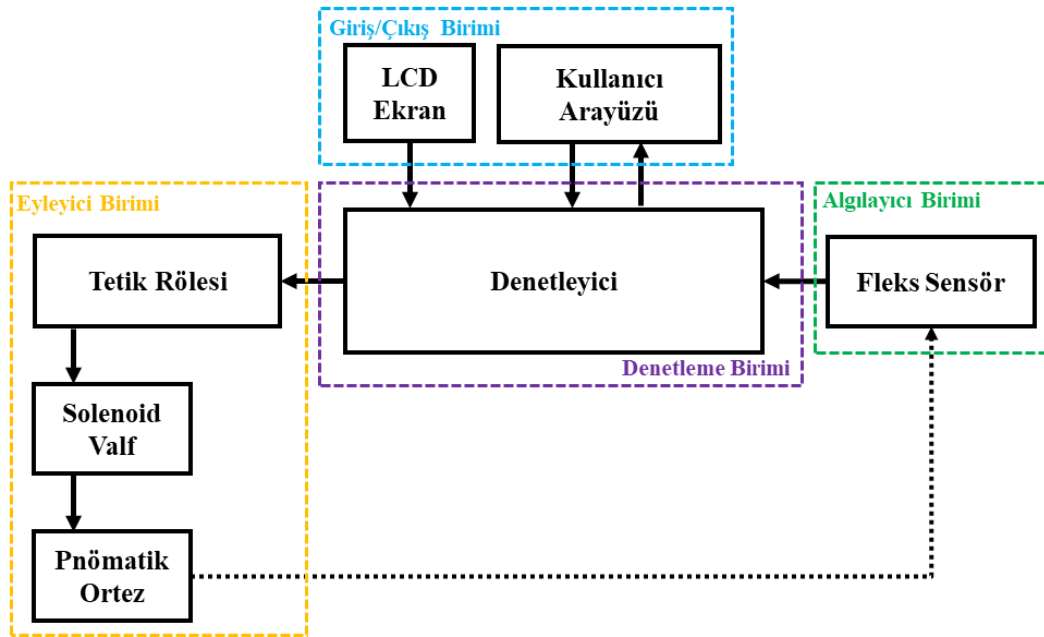 Giriş/Çıkış Birimi
LCD
Ekran
Kullanıcı
Arayüzü
Eyleyici Birimi
Tetik Rölesi
Denetleyici
Denetleme Birimi
Algılayıcı Birimi
Fleks Sensör
Solenoid
Valf
Pnömatik
Ortez